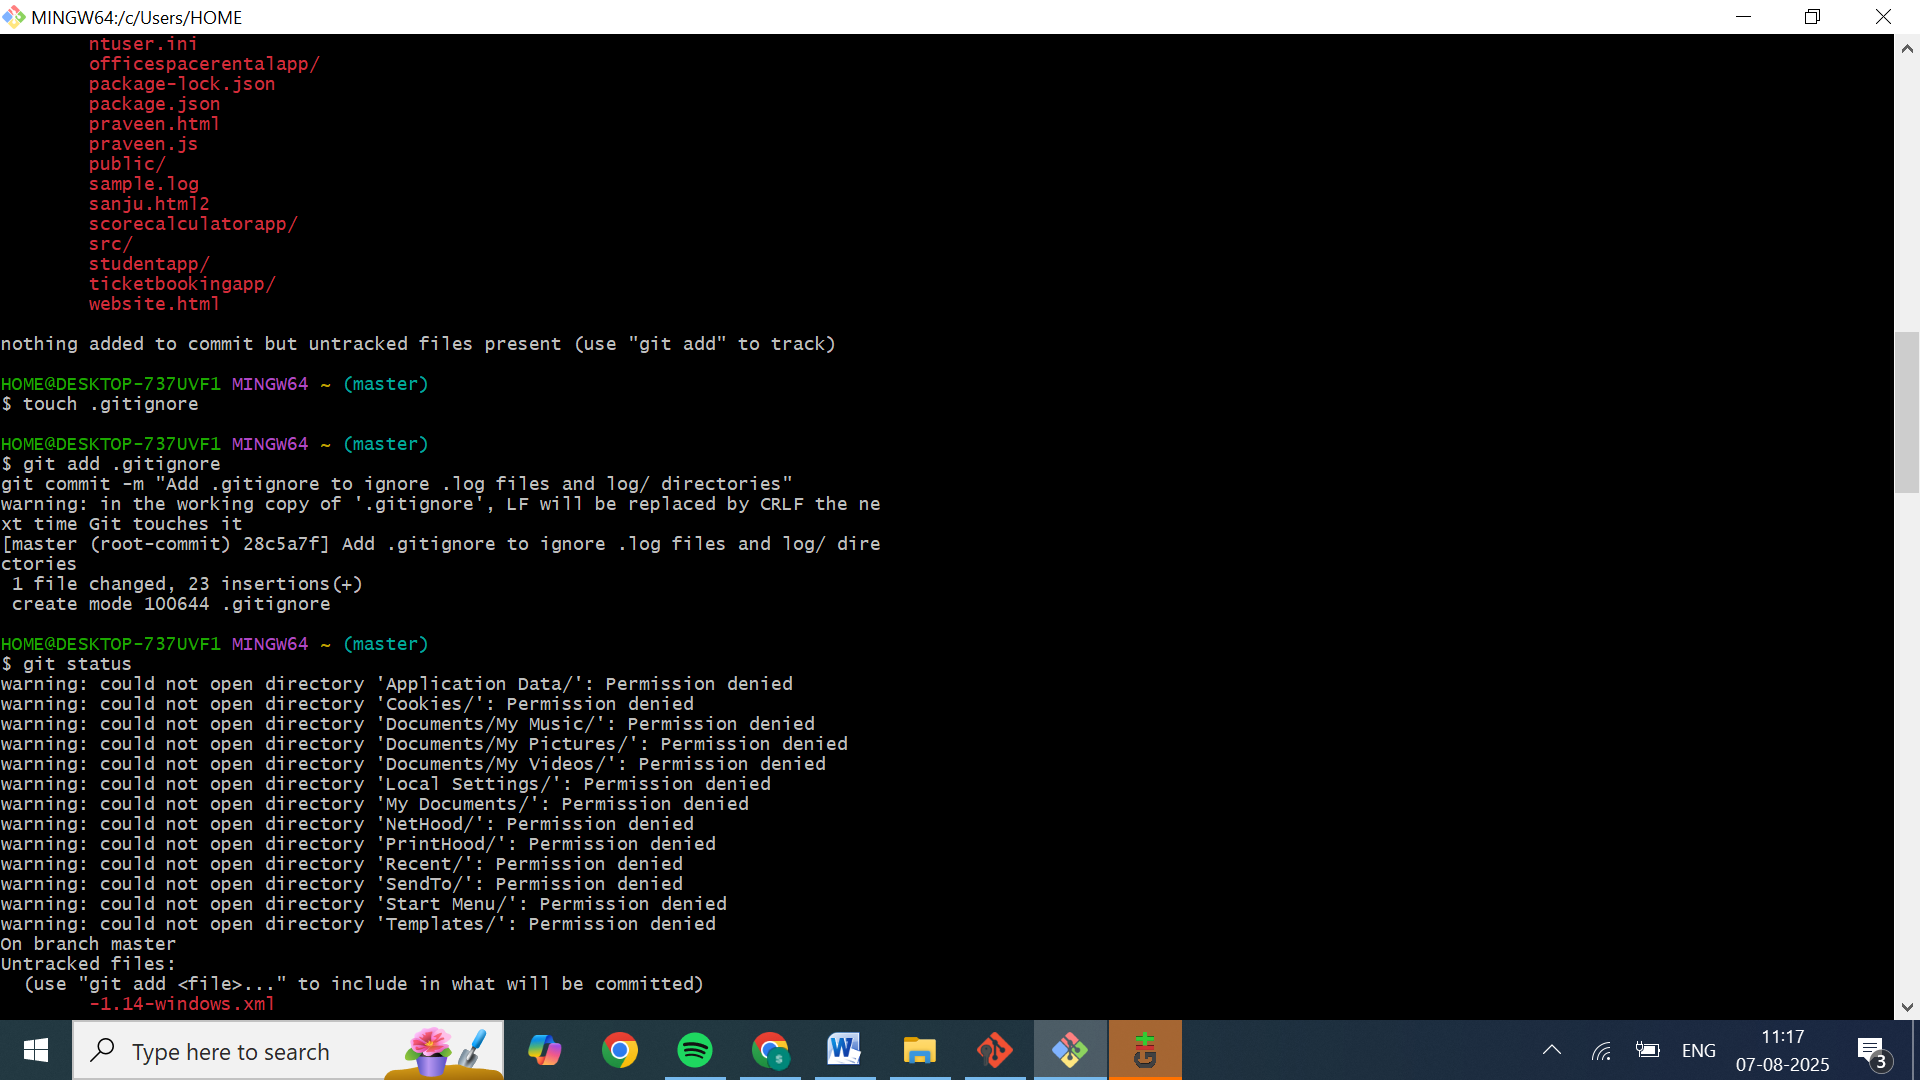 MINGW64:/c/Users/HOME
ntuser.ini
officespacerentalapp/
package-lock.json
package.json
praveen.html
praveen.js
public/
sample.log
sanju.html2
scorecalculatorapp/
src/
studentapp/
ticketbookingapp/
website.html
nothing added to commit but untracked files present (use "git add" to track)
HOME@DESKTOP-737UVF1 MINGW64 ~ (master)
$ touch .gitignore
HOME@DESKTOP-737UVF1 MINGW64 ~ (master)
$ git add .gitignore
git commit -m "Add .gitignore to ignore .log files and log/ directories"
warning: in the working copy of '.gitignore', LF will be replaced by CRLF the ne
xt time Git touches it
[master (root-commit) 28c5a7f] Add .gitignore to ignore .log files and log/ dire
ctories
 1 file changed, 23 insertions(+)
 create mode 100644 .gitignore
HOME@DESKTOP-737UVF1 MINGW64 ~ (master)
$ git status
warning: could not open directory 'Application Data/': Permission denied
warning: could not open directory 'Cookies/': Permission denied
warning: could not open directory 'Documents/My Music/': Permission denied
warning: could not open directory 'Documents/My Pictures/': Permission denied
warning: could not open directory 'Documents/My Videos/': Permission denied
warning: could not open directory 'Local Settings/': Permission denied
warning: could not open directory 'My Documents/': Permission denied
warning: could not open directory 'NetHood/': Permission denied
warning: could not open directory 'PrintHood/': Permission denied
warning: could not open directory 'Recent/': Permission denied
warning: could not open directory 'SendTo/': Permission denied
warning: could not open directory 'Start Menu/': Permission denied
warning: could not open directory 'Templates/': Permission denied
On branch master
Untracked files:
  (use "git add <file>..." to include in what will be committed)
-1.14-windows.xml
Type here to search
ENG
11:17
07-08-2025
3